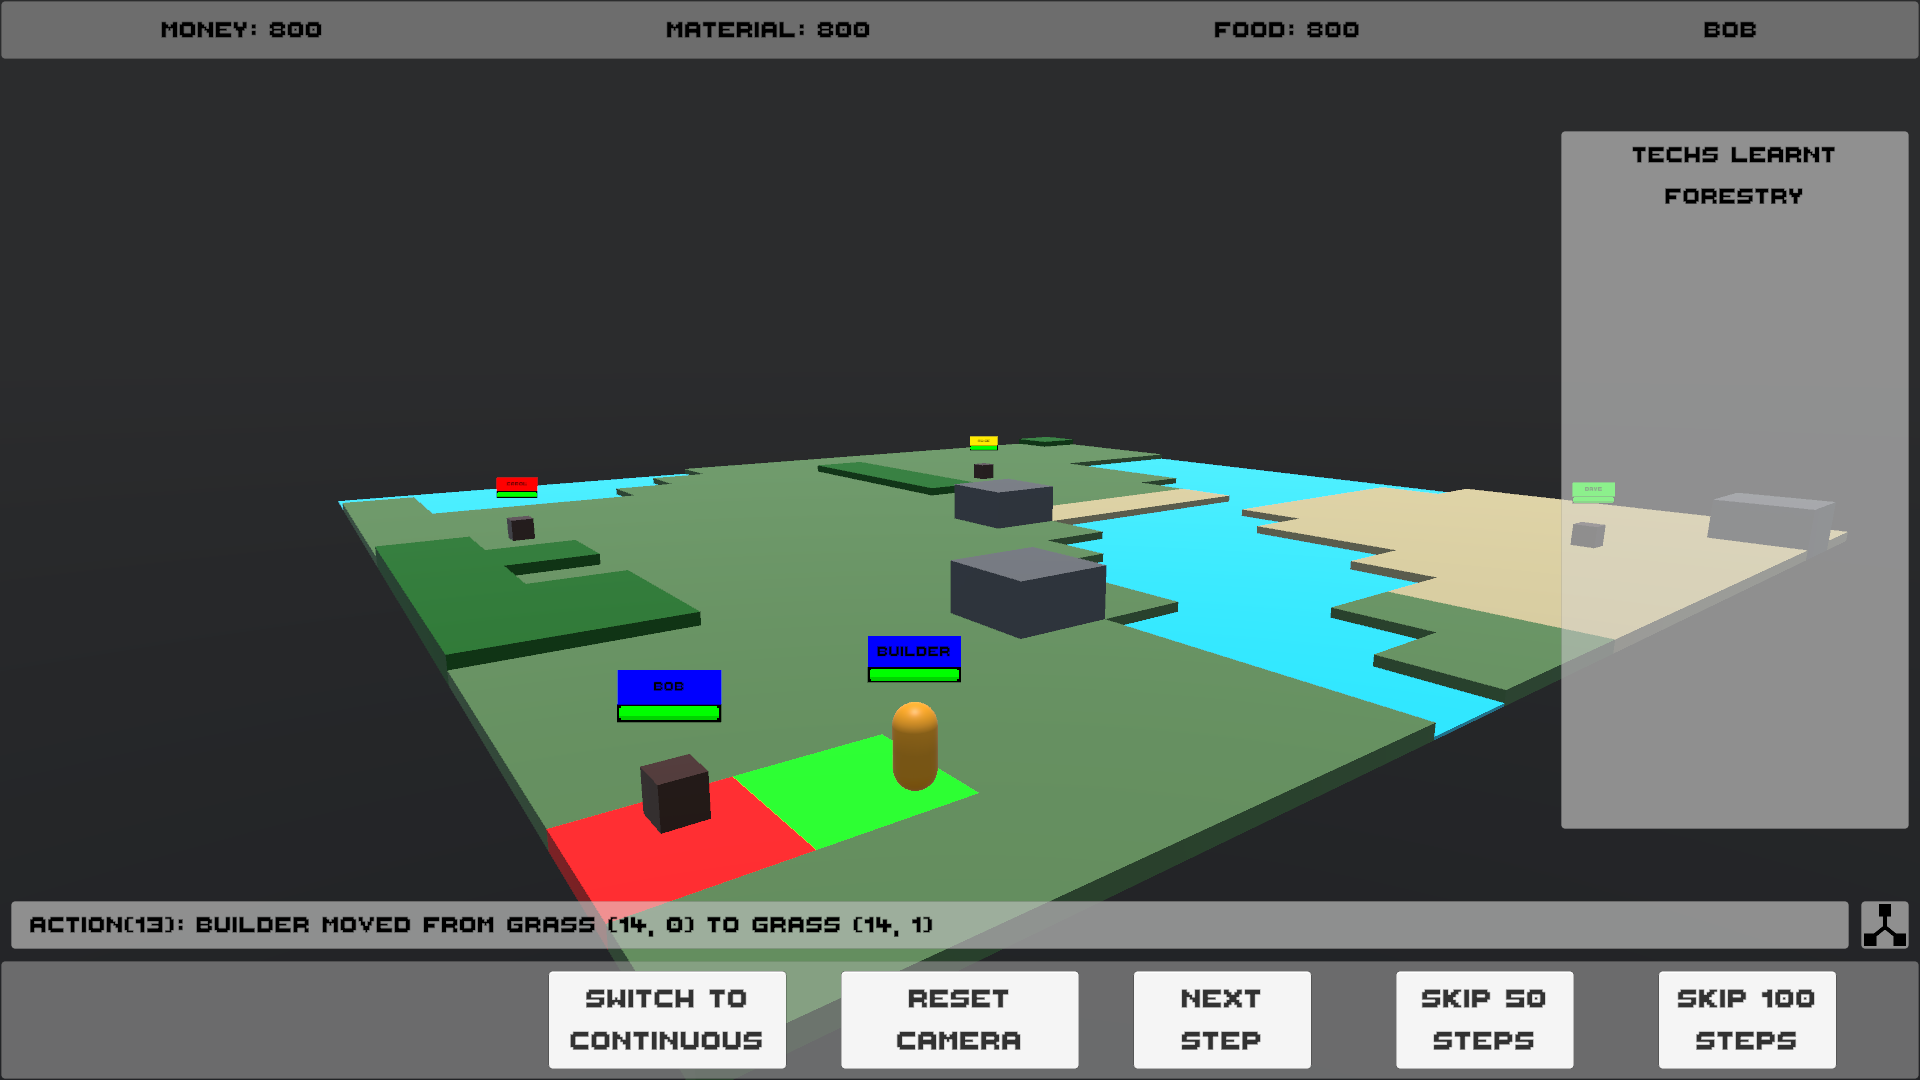 MONEY: 800
MATERIAL: 800
FOOD: 800
BOB
TECHS LEARNT
FORESTRY
BUILDER
BOB
ACTION(13): BUILDER MOVED FROM GRASS (14, 0) TO GRASS (14, 1)
SWITCH TO
CONTINUOUS
RESET
CAMERA
NEXT
STEP
SKIP 50
STEPS
SKIP 100
STEPS